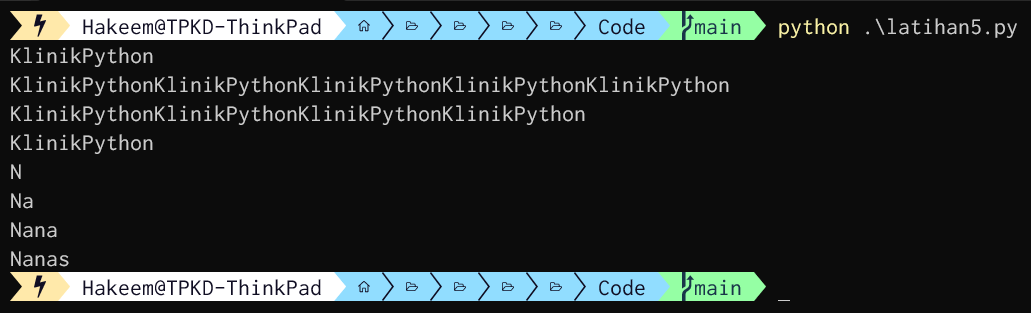 Hakeem@TPKD-ThinkPad Code main python .\latihan5.py
KlinikPython
KlinikPythonKlinikPythonKlinikPythonKlinikPythonKlinikPython
KlinikPythonKlinikPythonKlinikPythonKlinikPython
KlinikPython
N
Na
Nana
Nanas
Hakeem@TPKD-ThinkPad Code main _